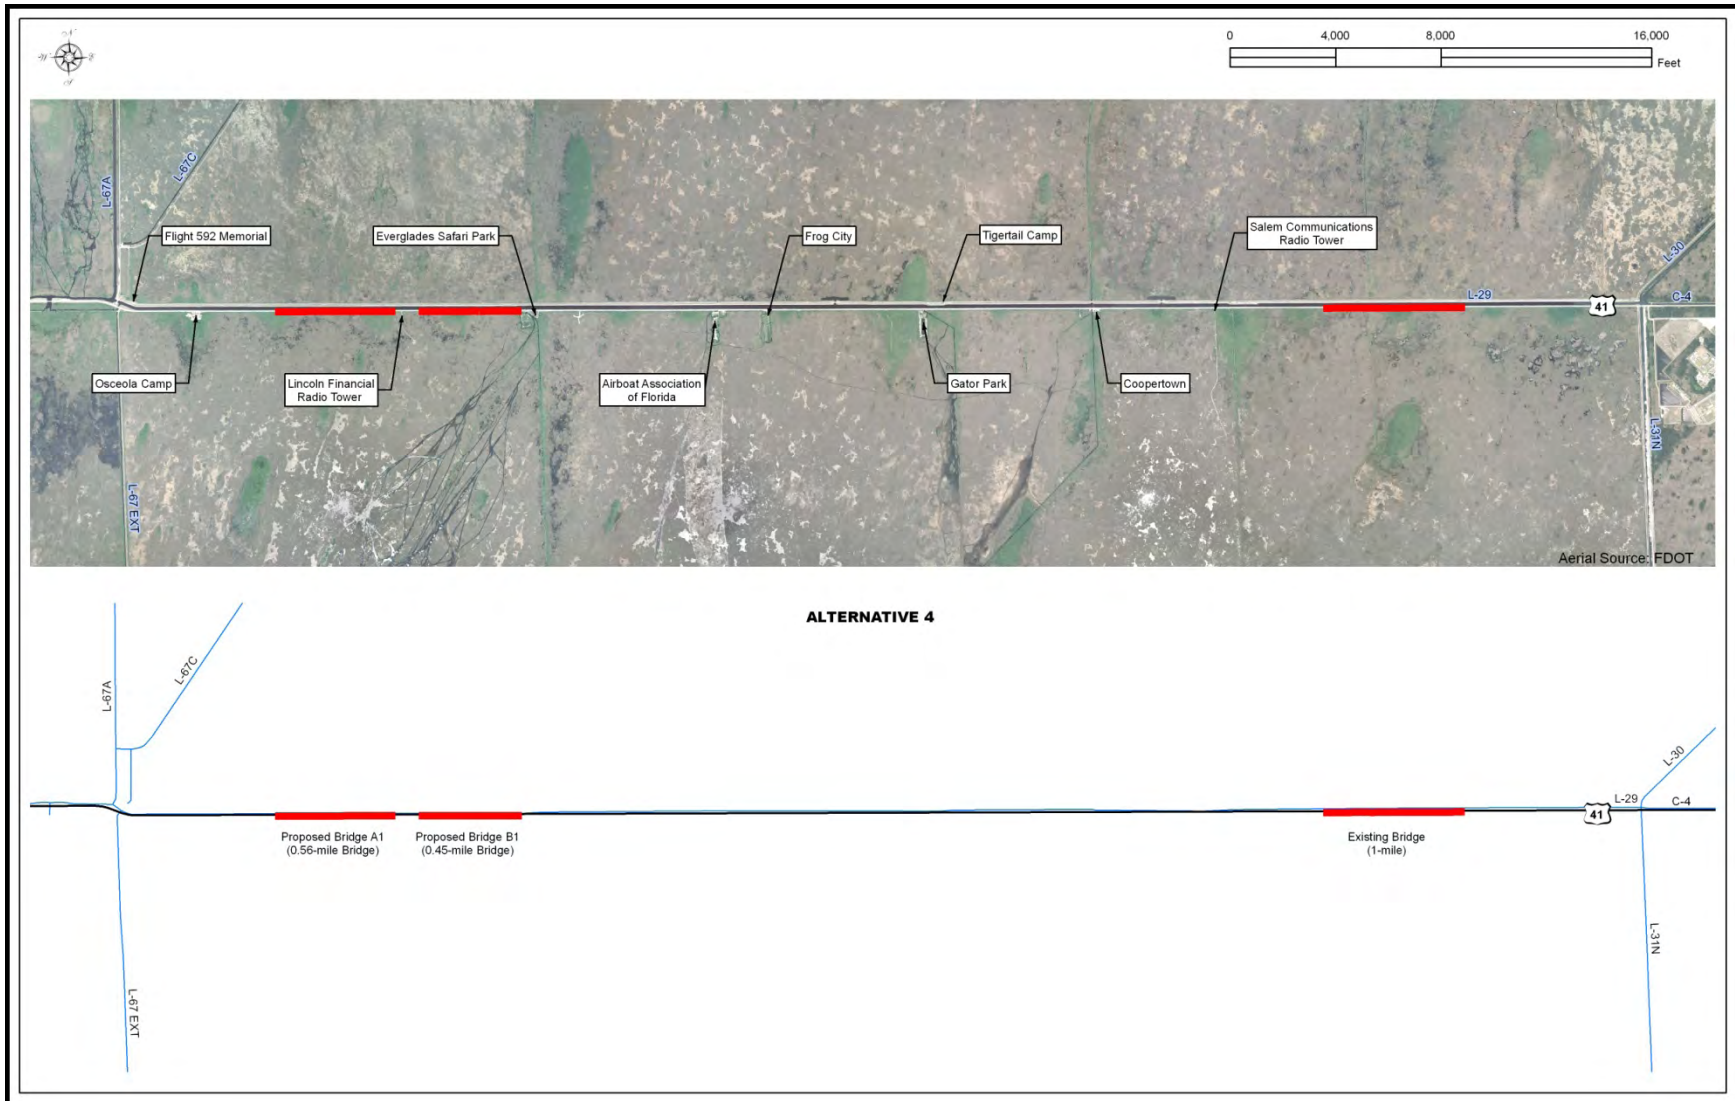 N
W
E
S
0
4,000
8,000
16,000
Feet
L-67A
L-67C
Flight 592 Memorial
Everglades Safari Park
Frog City
Tigertail Camp
Salem Communications
Radio Tower
L-30
L-29
41
C-4
Osceola Camp
Lincoln Financial
Radio Tower
Airboat Association
of Florida
Gator Park
Coopertown
L-31N
L-67 EXT
Aerial Source: FDOT
ALTERNATIVE 4
L-67A
L-67C
L-30
L-29
C-4
41
Proposed Bridge A1
(0.56-mile Bridge)
Proposed Bridge B1
(0.45-mile Bridge)
Existing Bridge
(1-mile)
L-31N
L-67 EXT